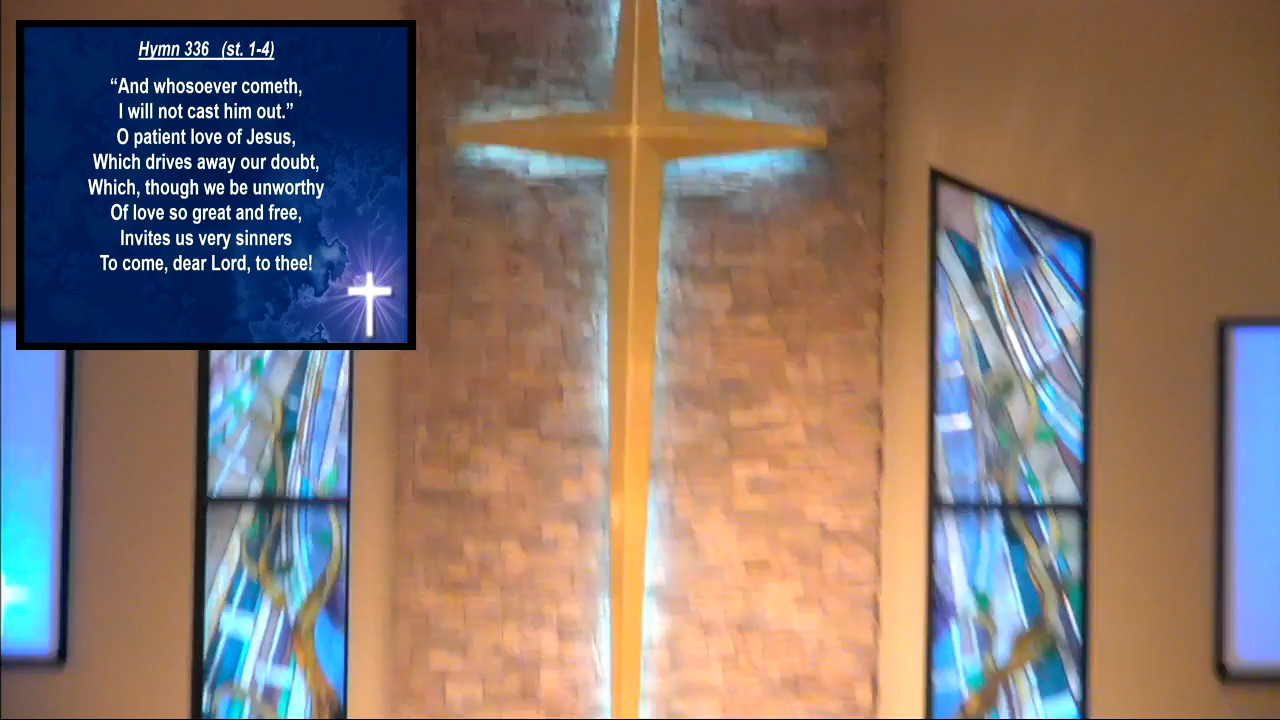 Hymn 336 (st. 1-4)
“And whosoever cometh,
I will not cast him out.”
O patient love of Jesus,
Which drives away our doubt,
Which, though we be unworthy
Of love so great and free,
Invites us very sinners
To come, dear Lord, to thee!